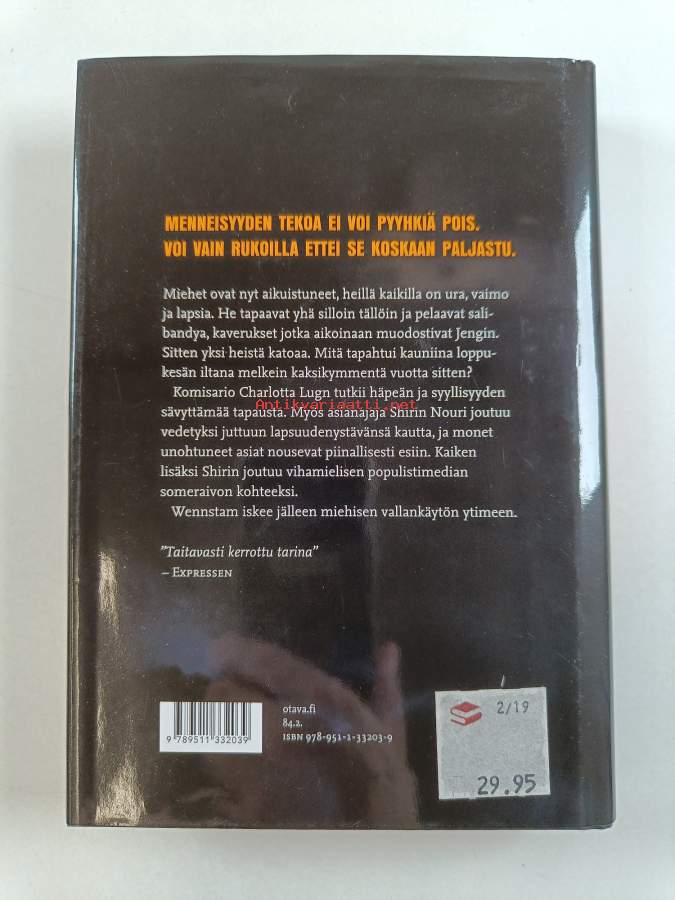 MENNEISYYDEN TEKOA EI VOI PYYHKIÄ POIS.
VOI VAIN RUKOILLA ETTEI SE KOSKAAN PALJASTU.
Miehet ovat nyt aikuistuneet, heillä kaikilla on ura, vaimo
ja lapsia. He tapaavat yhä silloin tällöin ja pelaavat sali-
bandya, kaverukset jotka aikoinaan muodostivat Jengin.
Sitten yksi heistä katoaa. Mitä tapahtui kauniina loppu-
kesän iltana melkein kaksikymmentä vuotta sitten?
Komisario Charlotta Lugn tutkii häpeän ja syyllisyyden
sävyttämää tapausta. Myös asianajaja Shirin Nouri joutuu
Antikvariaatti.net
vedetyksi juttuun lapsuudenystävänsä kautta, ja monet
unohtuneet asiat nousevat piinallisesti esiin. Kaiken
lisäksi Shirin joutuu vihamielisen populistimedian
someraivon kohteeksi.
Wennstam iskee jälleen miehisen vallankäytön ytimeen.
”Taitavasti kerrottu tarina”
– EXPRESSEN
otava.fi
84.2.
ISBN 978-951-1-33203-9
9 789511 332039
2/19
29.95